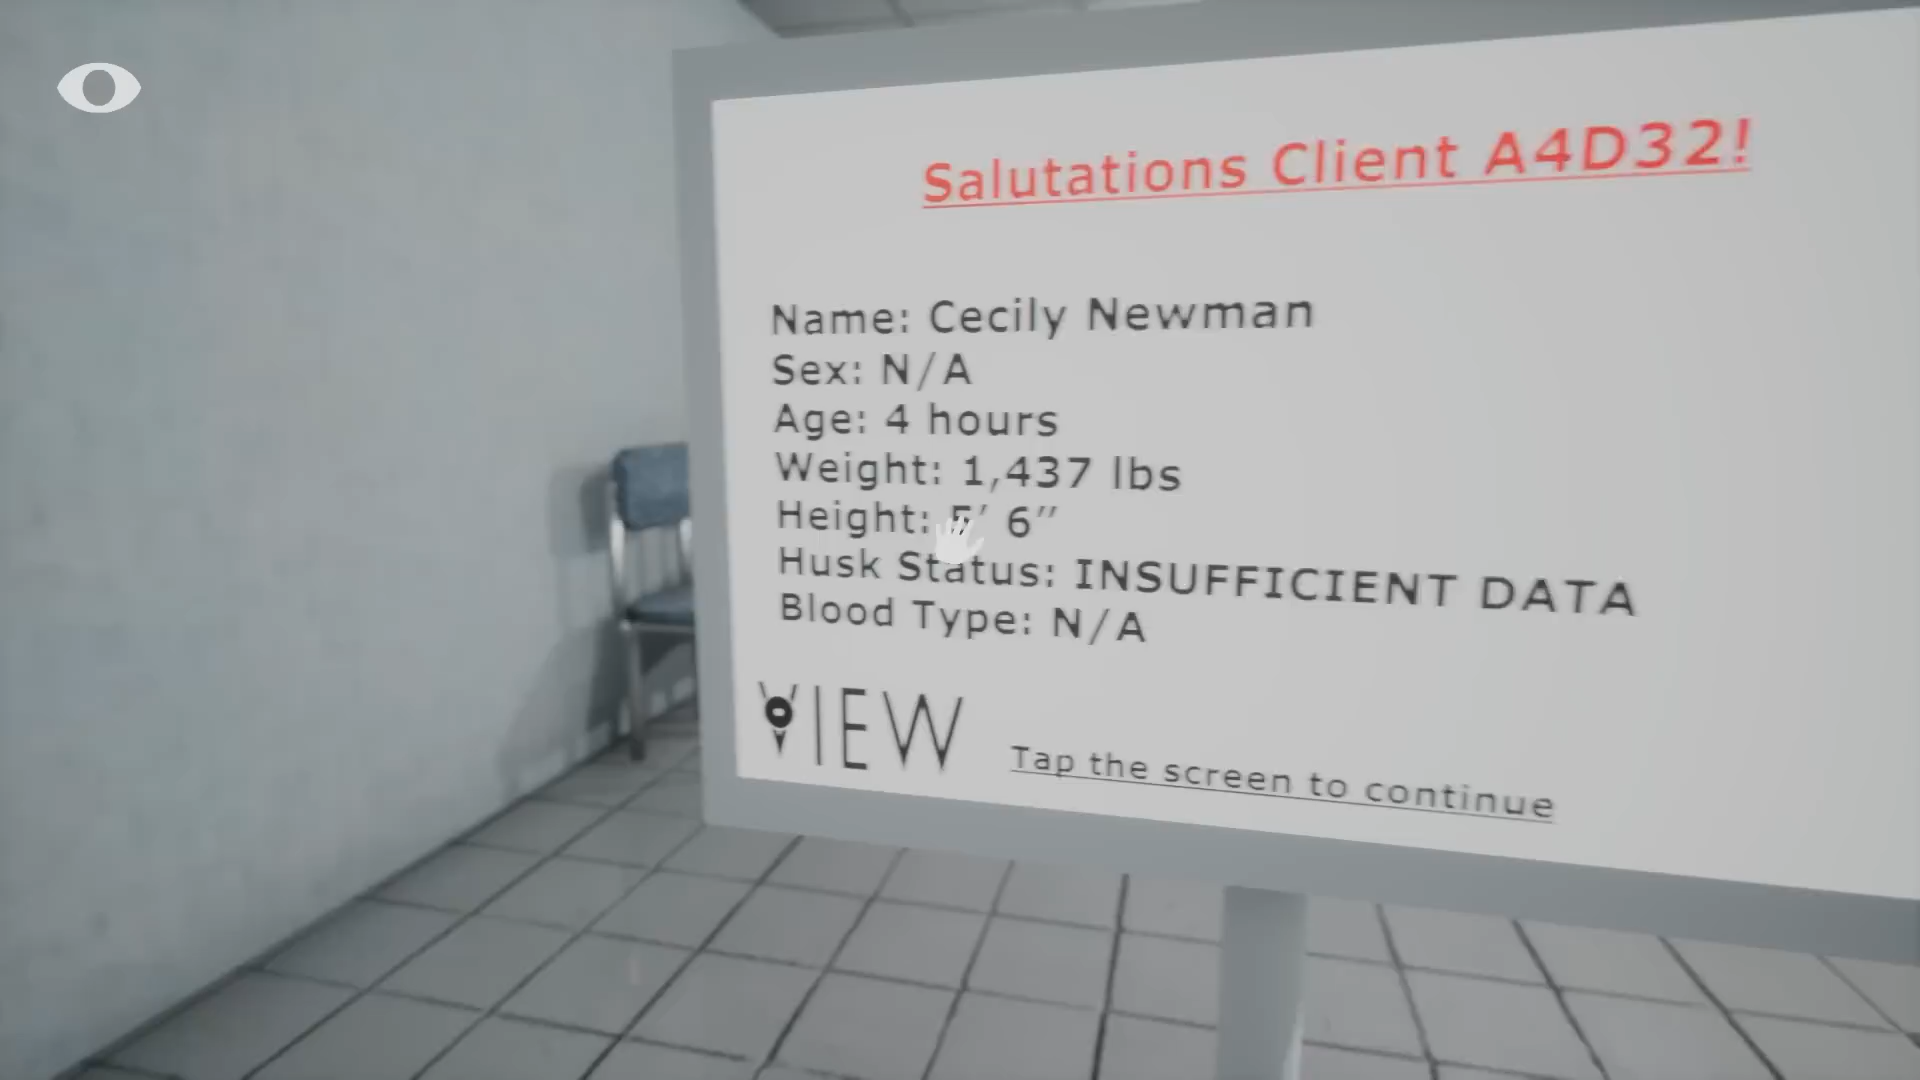 Salutations Client A4D32!
Name: Cecily Newman
Sex: N/A
Age: 4 hours
Weight: 1,437 lbs
Height: 5′ 6″
Husk Status: INSUFFICIENT DATA
Blood Type: N/A
VIEW
Tap the screen to continue